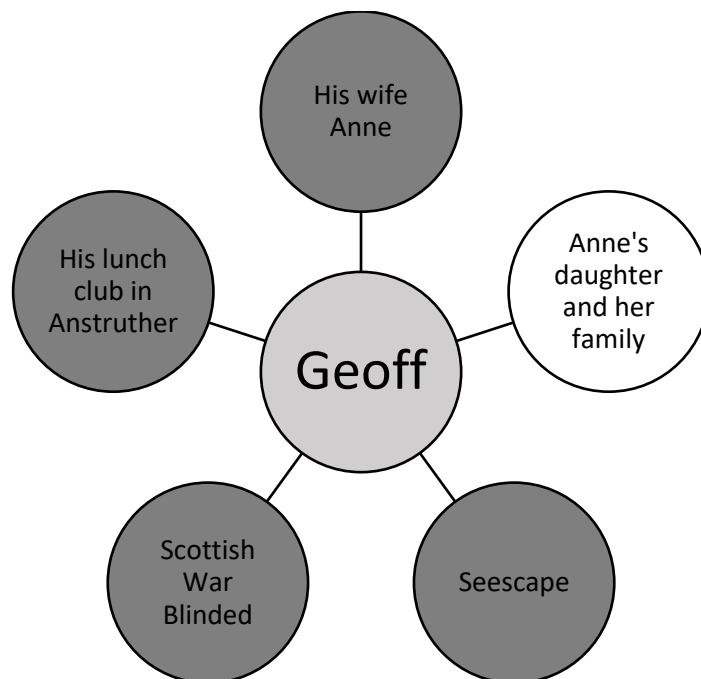 His wife
Anne
His lunch
club in
Anstruther
Anne's
daughter
and her
family
Geoff
Scottish
War
Blinded
Seescape